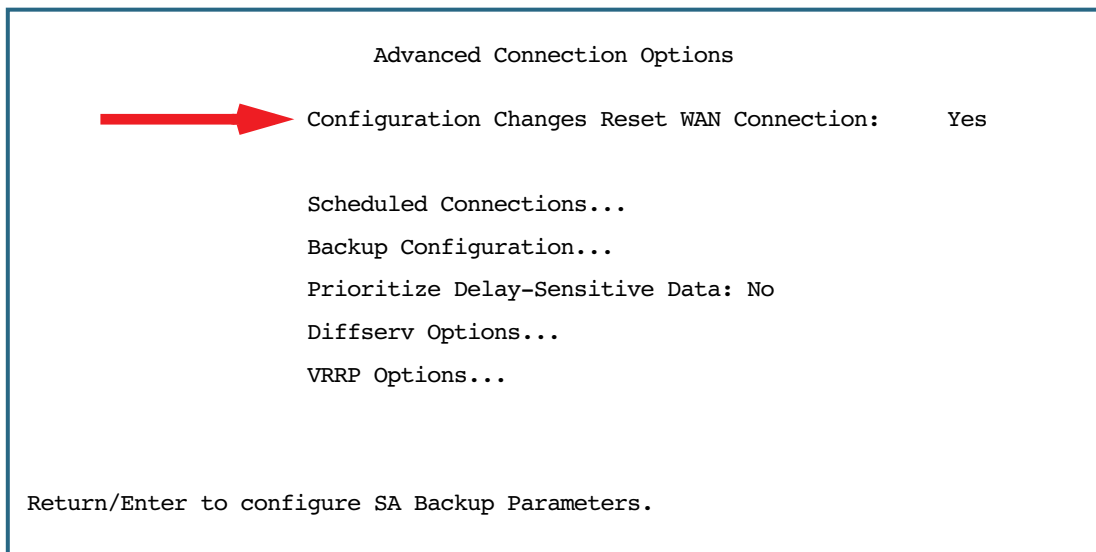 Advanced Connection Options
Configuration Changes Reset WAN Connection: Yes
Scheduled Connections...
Backup Configuration...
Prioritize Delay-Sensitive Data: No
Diffserv Options...
VRRP Options...
Return/Enter to configure SA Backup Parameters.